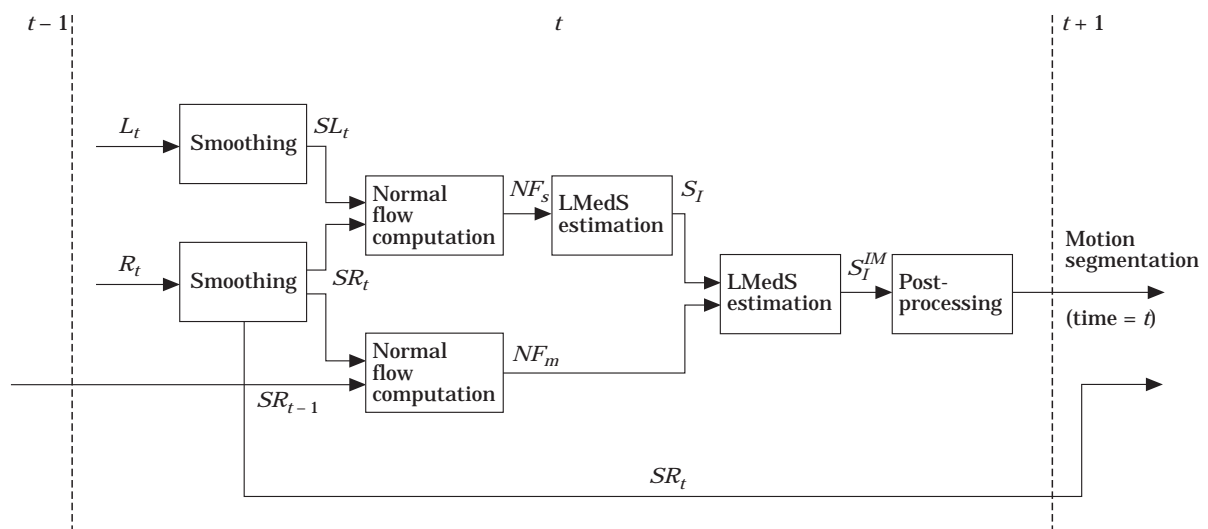 t – 1
t
t + 1
L_t
Smoothing
SL_t
Normal
flow
computation
NF_s
LMedS
estimation
S_I
R_t
Smoothing
SR_t
LMedS
estimation
S_I^{IM}
Post-
processing
Motion
segmentation
(time = t)
Normal
flow
computation
NF_m
SR_{t – 1}
SR_t